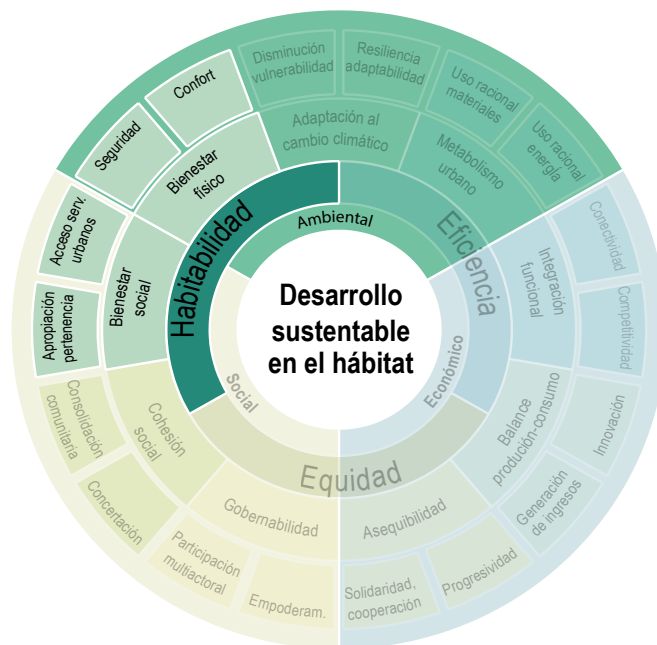 Disminución
vulnerabilidad
Resiliencia
adaptabilidad
Uso racional
materiales
Uso racional
energía
Confort
Seguridad
Bienestar
físico
Adaptación al
cambio climático
Metabolismo
urbano
Acceso serv.
urbanos
Apropiación
pertenencia
Bienestar
social
Habitabilidad
Ambiental
Eficiencia
Integración
funcional
Conectividad
Competitividad
Desarrollo
sustentable
en el hábitat
Social
Económico
Equidad
Consolidación
comunitaria
Cohesión
social
Concertación
Gobernabilidad
Participación
multiactoral
Empoderam.
Asequibilidad
Solidaridad,
cooperación
Progresividad
Balance
produción-consumo
Generación
de ingresos
Innovación